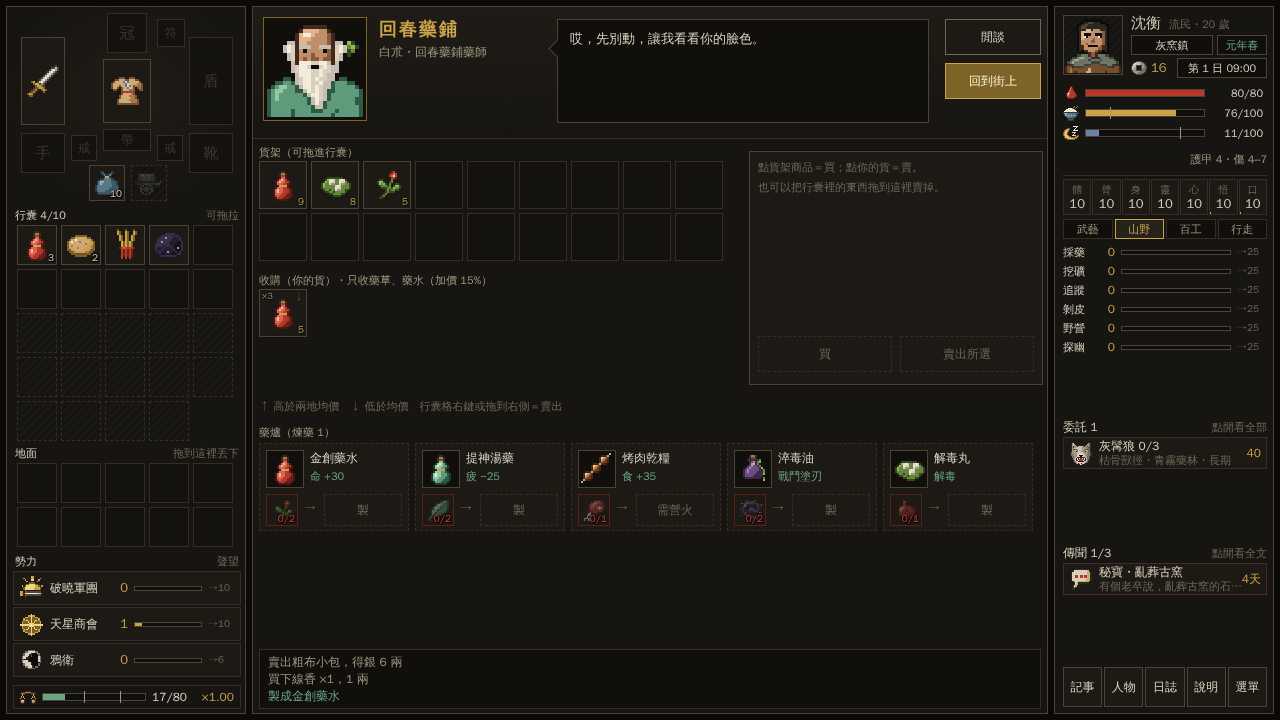 冠
符
盾
手
戒
帶
戒
靴
10
行囊 4/10
可拖拉
3
2
地面
拖到這裡丟下
勢力
聲望
破曉軍團 0 →10
天星商會 1 →10
鴉衛 0 →6
17/80 ×1.00
回春藥鋪
白朮・回春藥鋪藥師
哎，先別動，讓我看看你的臉色。
閒談
回到街上
貨架（可拖進行囊）
9
8
5
點貨架商品＝買；點你的貨＝賣。
也可以把行囊裡的東西拖到這裡賣掉。
買
賣出所選
收購（你的貨）・只收藥草、藥水（加價 15%）
×3 ↓
5
↑ 高於兩地均價 ↓ 低於均價 行囊格右鍵或拖到右側＝賣出
藥爐（煉藥 1）
金創藥水
命 +30
0/2 → 製
提神湯藥
疲 −25
0/2 → 製
烤肉乾糧
食 +35
0/1 → 需營火
淬毒油
戰鬥塗刃
0/2 → 製
解毒丸
解毒
0/1 → 製
賣出粗布小包，得銀 6 兩
買下線香 ×1，1 兩
製成金創藥水
沈衡 流民・20 歲
灰窯鎮
元年春
16
第 1 日 09:00
80/80
76/100
11/100
護甲 4・傷 4–7
體 臂 身 靈 心 悟 口
10 10 10 10 10 10 10
武藝
山野
百工
行走
採藥 0 →25
挖礦 0 →25
追蹤 0 →25
剝皮 0 →25
野營 0 →25
探幽 0 →25
委託 1
點開看全部
灰髯狼 0/3
枯骨獸徑・青霧藥林・長期
40
傳聞 1/3
點開看全文
秘寶・亂葬古窯
有個老卒說，亂葬古窯的石…
4天
記事
人物
日誌
說明
選單